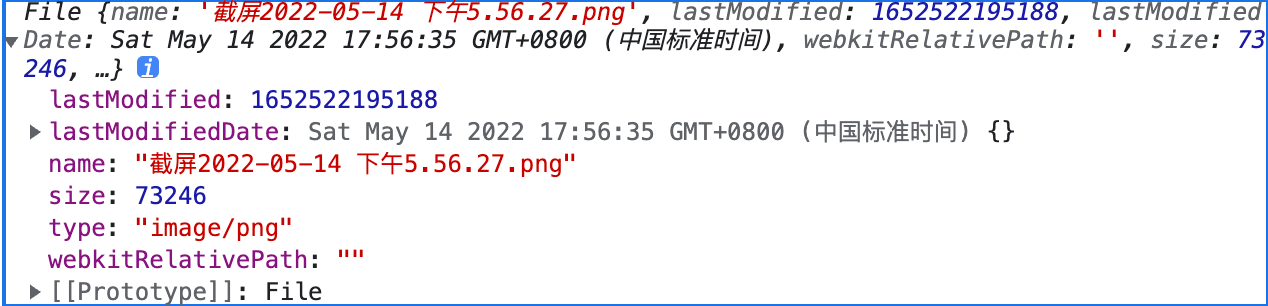 File {name: '截屏2022-05-14 下午5.56.27.png', lastModified: 1652522195188, lastModified
Date: Sat May 14 2022 17:56:35 GMT+0800 (中国标准时间), webkitRelativePath: '', size: 73
246, …} i
lastModified: 1652522195188
lastModifiedDate: Sat May 14 2022 17:56:35 GMT+0800 (中国标准时间) {}
name: "截屏2022-05-14 下午5.56.27.png"
size: 73246
type: "image/png"
webkitRelativePath: ""
[[Prototype]]: File